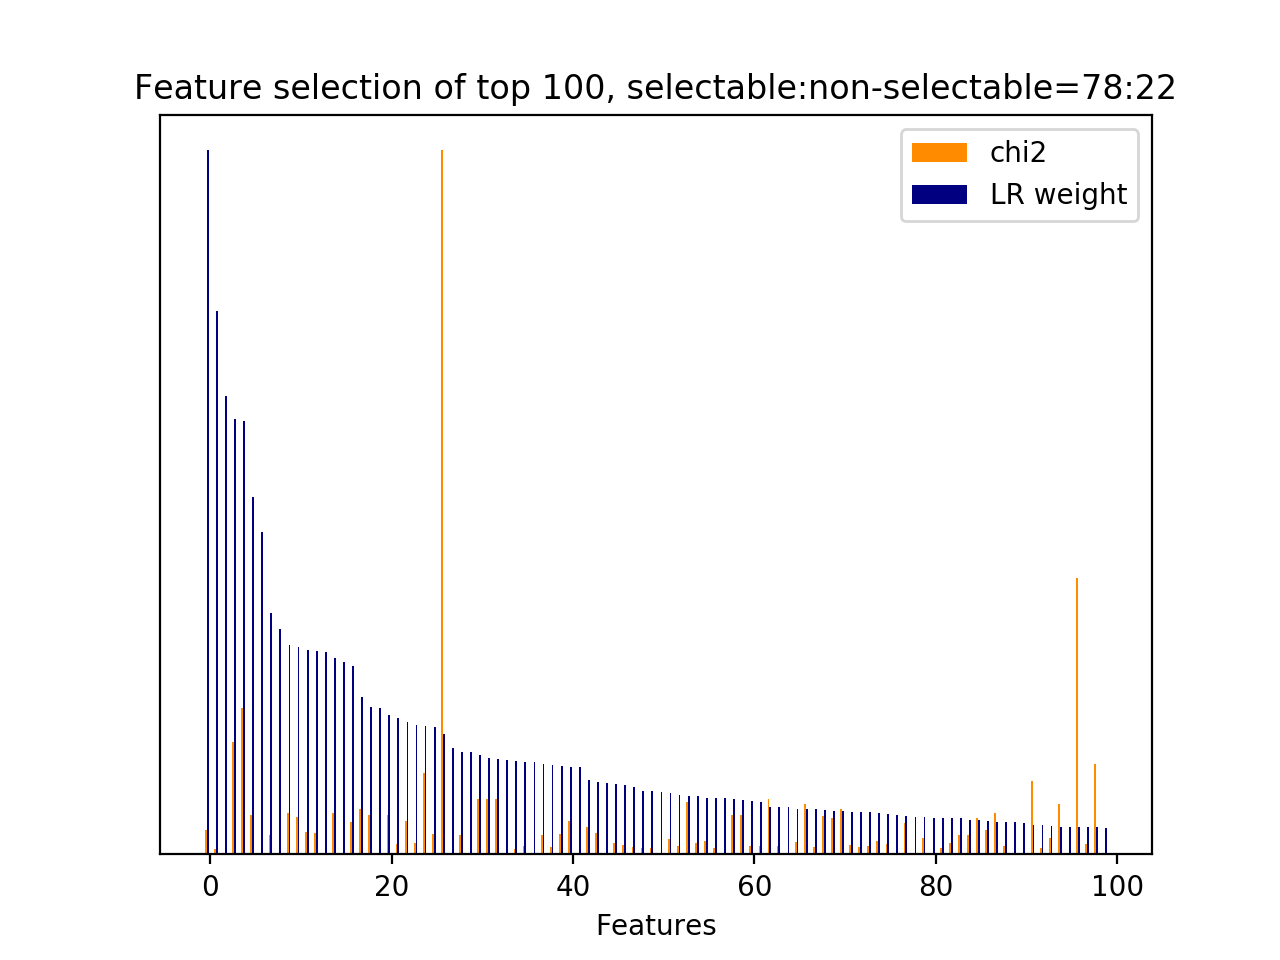 Feature selection of top 100, selectable:non-selectable=78:22
chi2
LR weight
0 20 40 60 80 100
Features